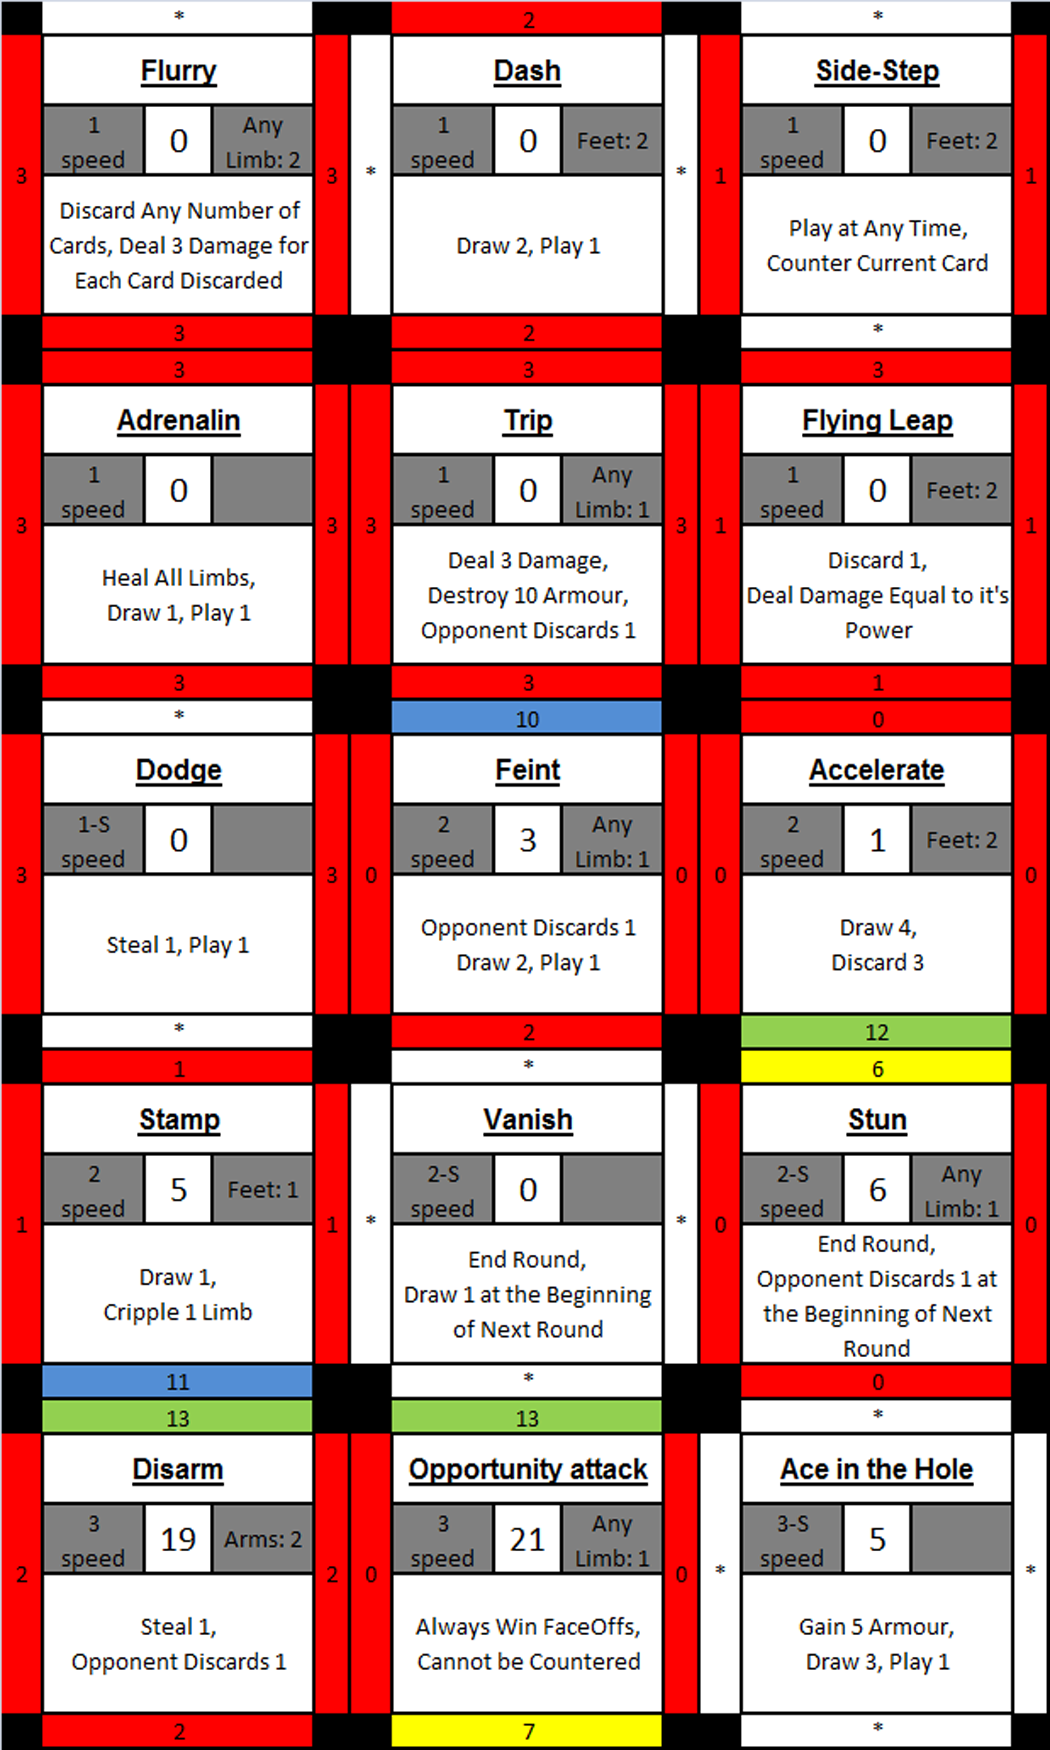 *
2
*
Flurry
Dash
Side-Step
1
speed
0
Any
Limb: 2
1
speed
0
Feet: 2
1
speed
0
Feet: 2
3
3
*
*
1
1
Discard Any Number of
Cards, Deal 3 Damage for
Each Card Discarded
Draw 2, Play 1
Play at Any Time,
Counter Current Card
3
2
*
3
3
3
Adrenalin
Trip
Flying Leap
1
speed
0
1
speed
0
Any
Limb: 1
1
speed
0
Feet: 2
3
3
3
3
1
1
Heal All Limbs,
Draw 1, Play 1
Deal 3 Damage,
Destroy 10 Armour,
Opponent Discards 1
Discard 1,
Deal Damage Equal to it's
Power
3
3
1
*
10
0
Dodge
Feint
Accelerate
1-S
speed
0
2
speed
3
Any
Limb: 1
2
speed
1
Feet: 2
3
3
0
0
0
0
Steal 1, Play 1
Opponent Discards 1
Draw 2, Play 1
Draw 4,
Discard 3
*
2
12
1
*
6
Stamp
Vanish
Stun
2
speed
5
Feet: 1
2-S
speed
0
2-S
speed
6
Any
Limb: 1
1
1
*
*
0
0
Draw 1,
Cripple 1 Limb
End Round,
Draw 1 at the Beginning
of Next Round
End Round,
Opponent Discards 1 at
the Beginning of Next
Round
11
*
0
13
13
*
Disarm
Opportunity attack
Ace in the Hole
3
speed
19
Arms: 2
3
speed
21
Any
Limb: 1
3-S
speed
5
2
2
0
0
*
*
Steal 1,
Opponent Discards 1
Always Win FaceOffs,
Cannot be Countered
Gain 5 Armour,
Draw 3, Play 1
2
7
*